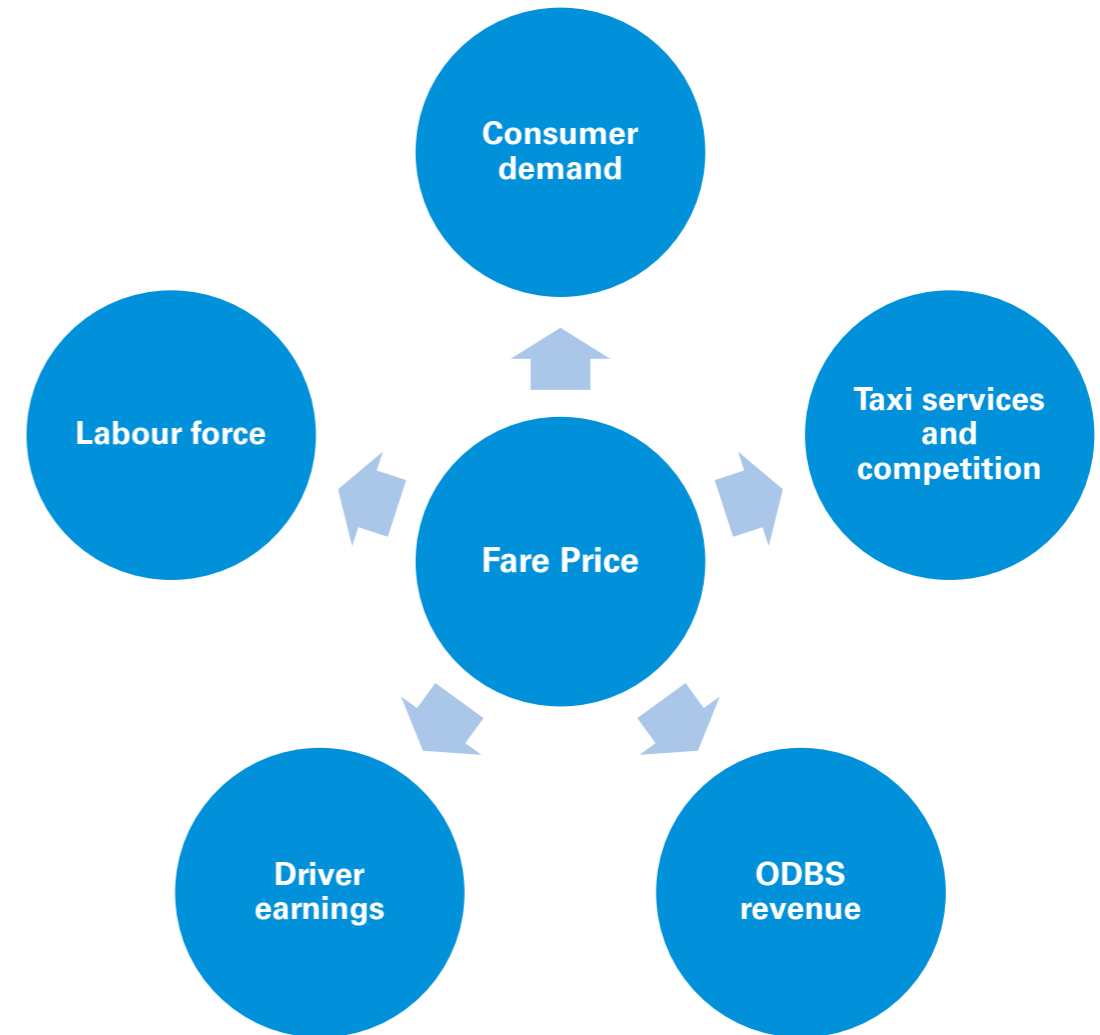 Consumer
demand
Taxi services
and
competition
Labour force
Fare Price
Driver
earnings
ODBS
revenue